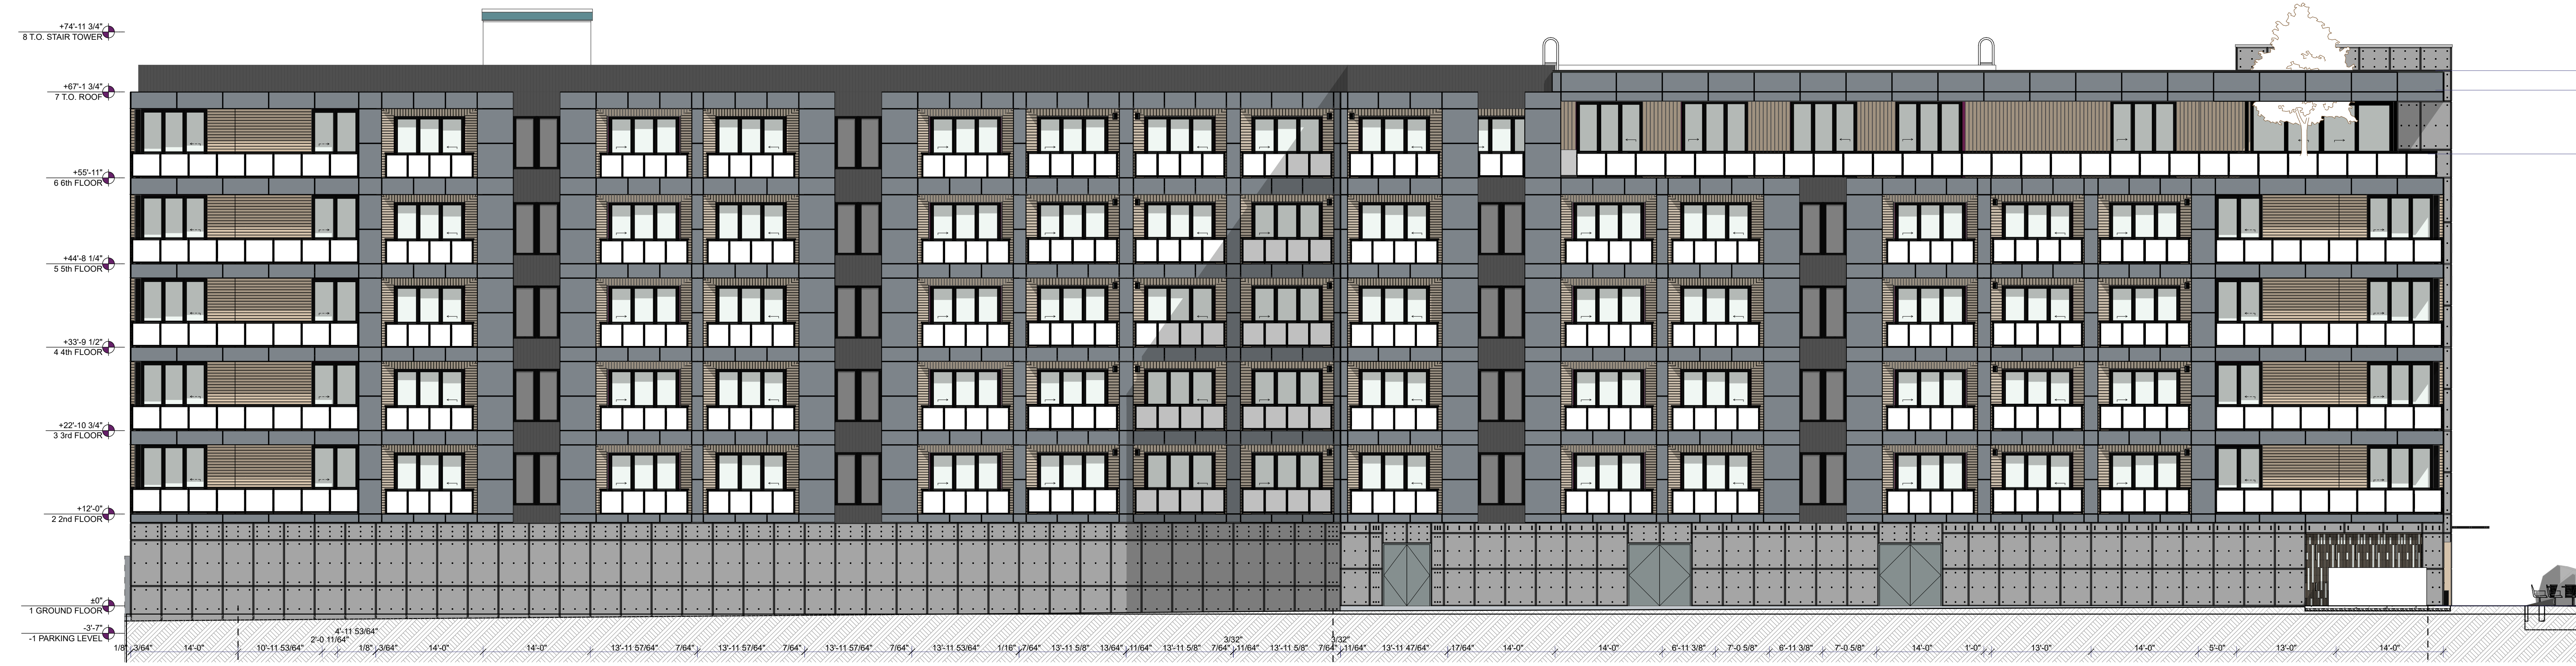 +74'-11 3/4"
8 T.O. STAIR TOWER
+67'-1 3/4"
7 T.O. ROOF
+55'-11"
6 6th FLOOR
+44'-8 1/4"
5 5th FLOOR
+33'-9 1/2"
4 4th FLOOR
+22'-10 3/4"
3 3rd FLOOR
+12'-0"
2 2nd FLOOR
±0"
1 GROUND FLOOR
-3'-7"
-1 PARKING LEVEL
4'-11 53/64"
2'-0 11/64" 3/32" 3/32"
1/8" 3/64" 14'-0" 10'-11 53/64" 1/8" 3/64" 14'-0" 14'-0" 13'-11 57/64" 7/64" 13'-11 57/64" 7/64" 13'-11 57/64" 7/64" 13'-11 53/64" 1/16" 7/64" 13'-11 5/8" 13/64" 11/64" 13'-11 5/8" 7/64" 11/64" 13'-11 5/8" 7/64" 11/64" 13'-11 47/64" 17/64" 14'-0" 14'-0" 6'-11 3/8" 7'-0 5/8" 6'-11 3/8" 7'-0 5/8" 14'-0" 1'-0" 13'-0" 14'-0" 5'-0" 13'-0" 14'-0"